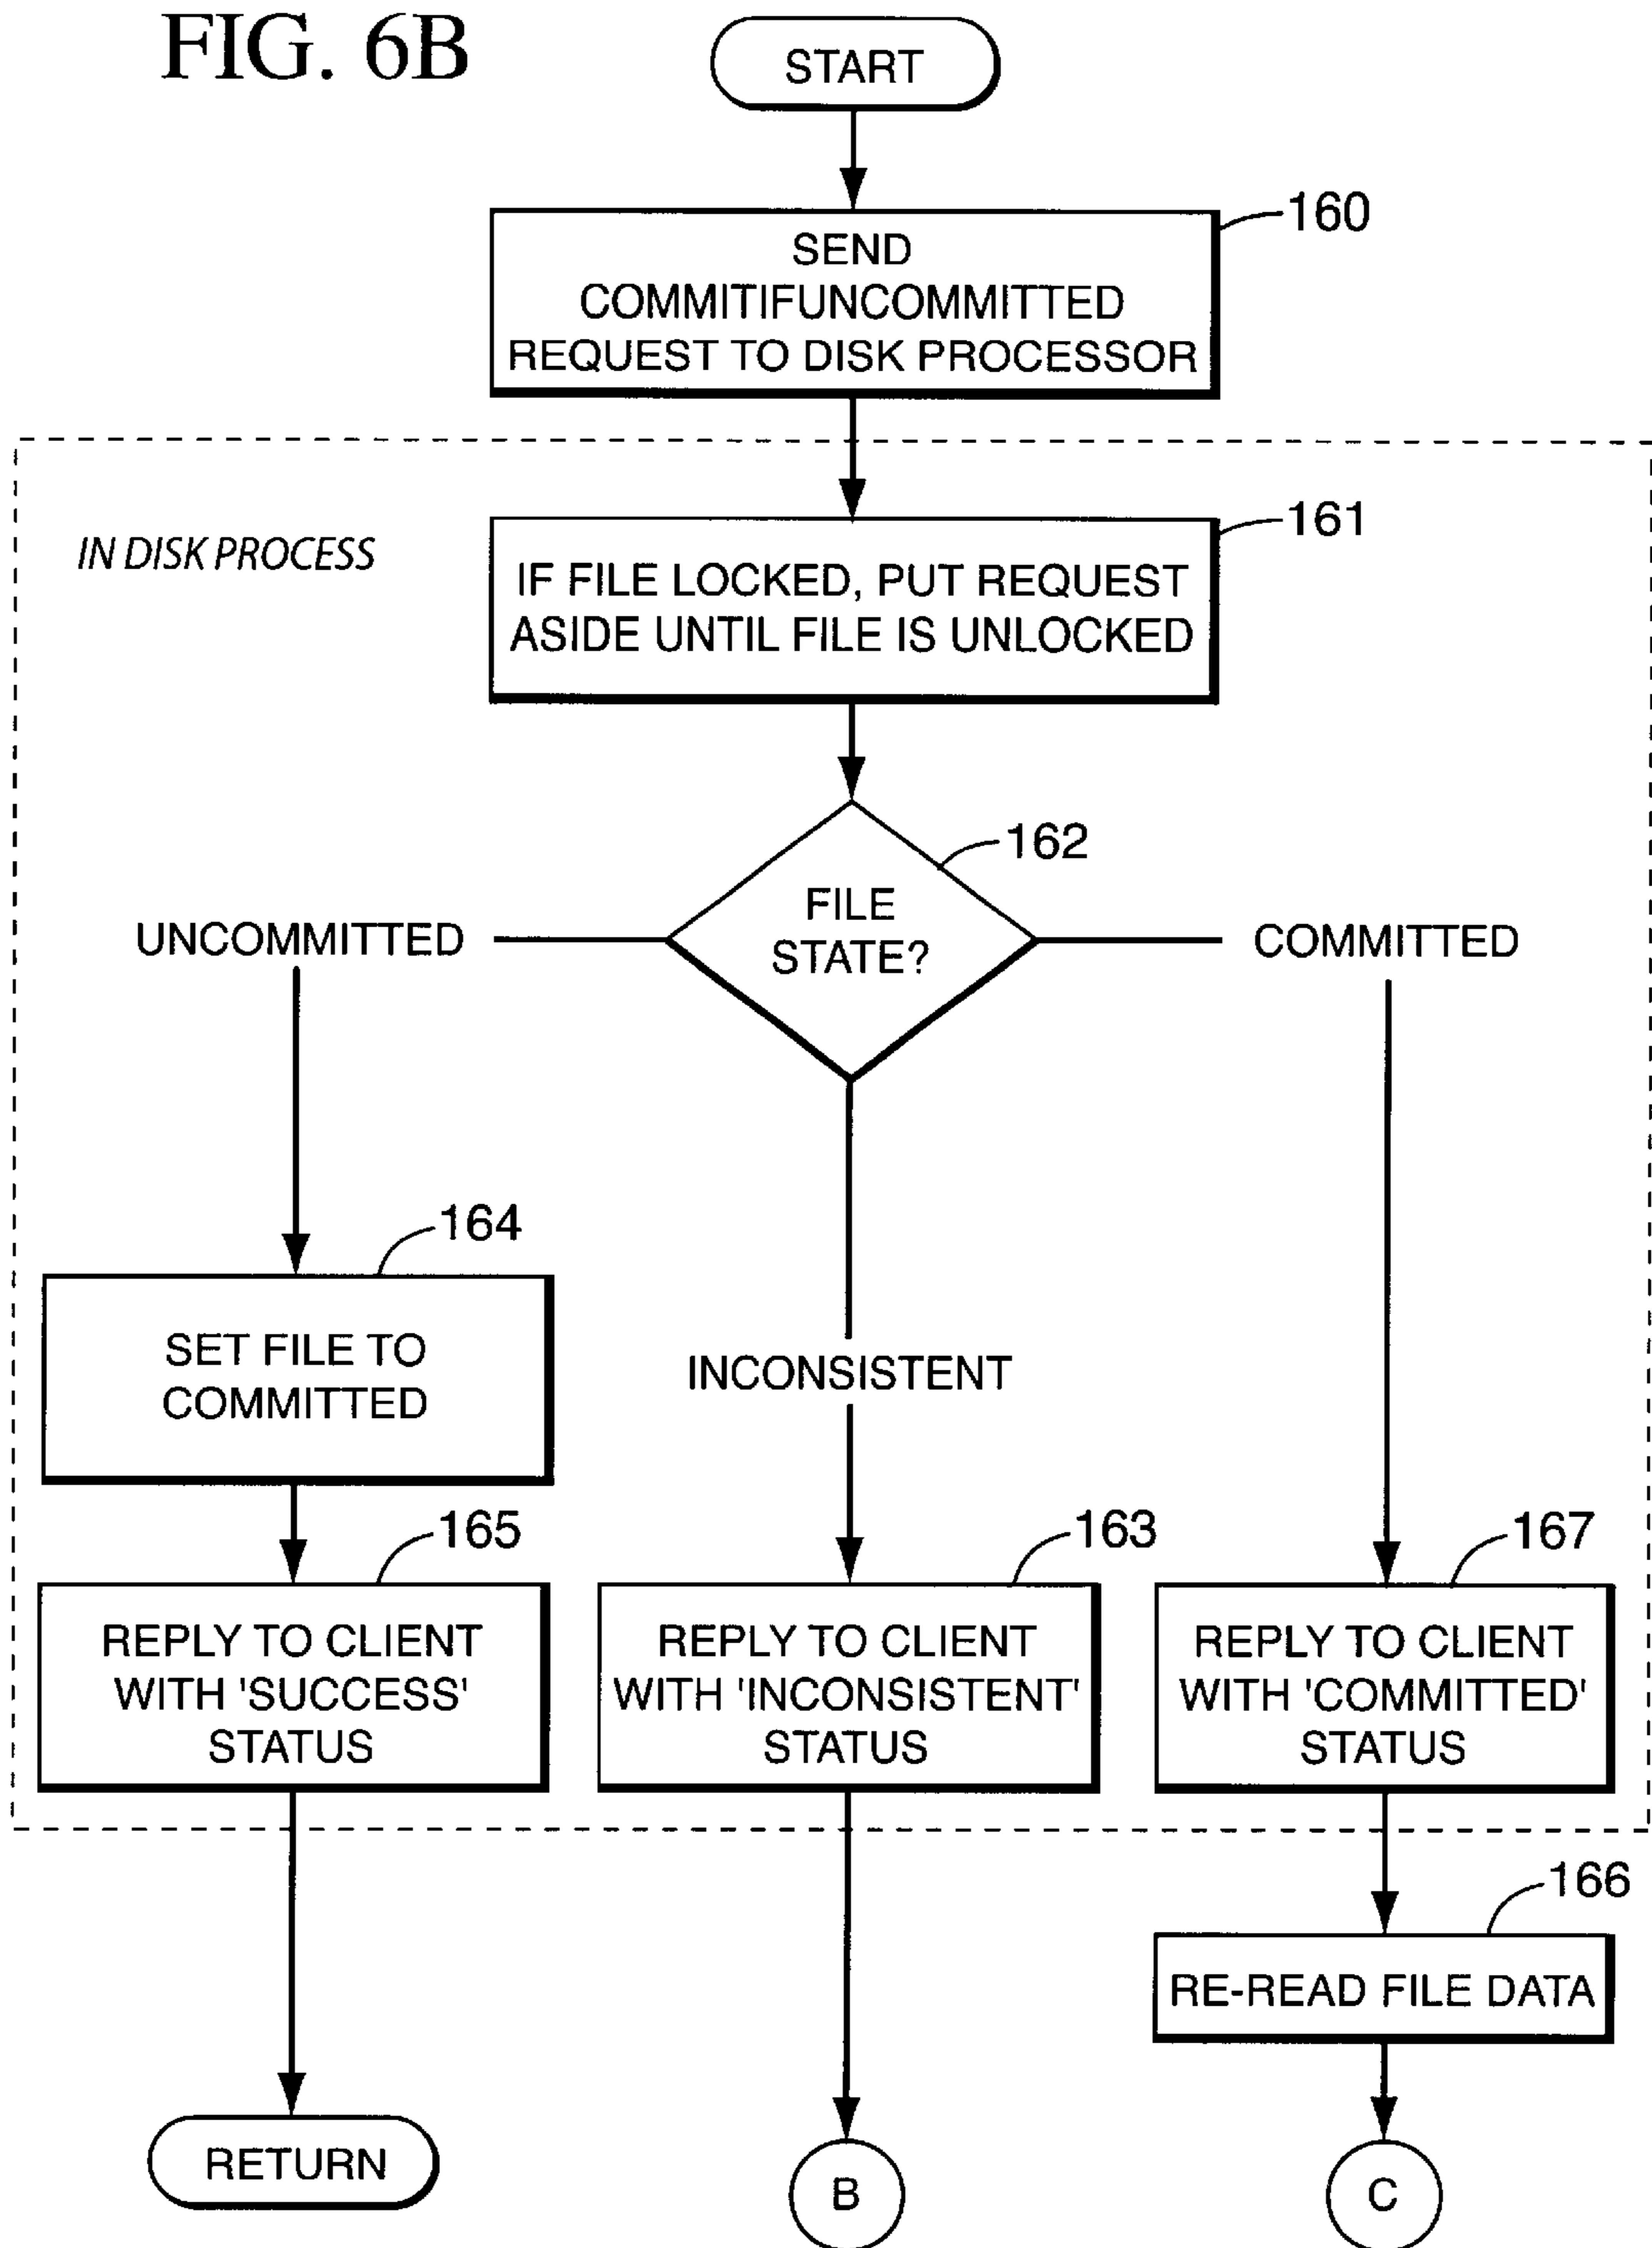 FIG. 6B
START
160
SEND
COMMITIFUNCOMMITTED
REQUEST TO DISK PROCESSOR
IN DISK PROCESS
161
IF FILE LOCKED, PUT REQUEST
ASIDE UNTIL FILE IS UNLOCKED
162
FILE
STATE?
UNCOMMITTED
COMMITTED
INCONSISTENT
164
SET FILE TO
COMMITTED
165
REPLY TO CLIENT
WITH 'SUCCESS'
STATUS
163
REPLY TO CLIENT
WITH 'INCONSISTENT'
STATUS
167
REPLY TO CLIENT
WITH 'COMMITTED'
STATUS
166
RE-READ FILE DATA
RETURN
B
C